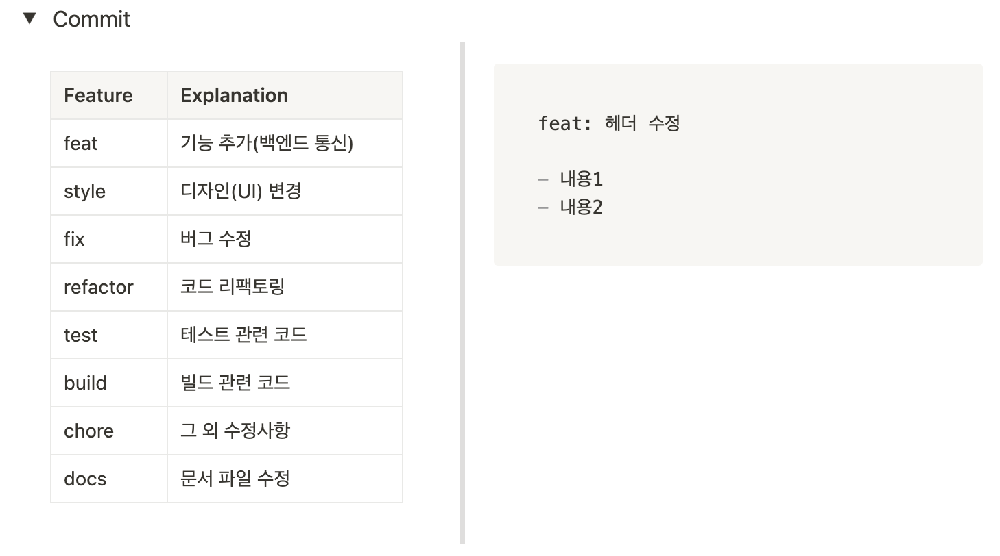 ▼ Commit
Feature Explanation
feat 기능 추가(백엔드 통신)
style 디자인(UI) 변경
fix 버그 수정
refactor 코드 리팩토링
test 테스트 관련 코드
build 빌드 관련 코드
chore 그 외 수정사항
docs 문서 파일 수정
feat: 헤더 수정
- 내용1
- 내용2